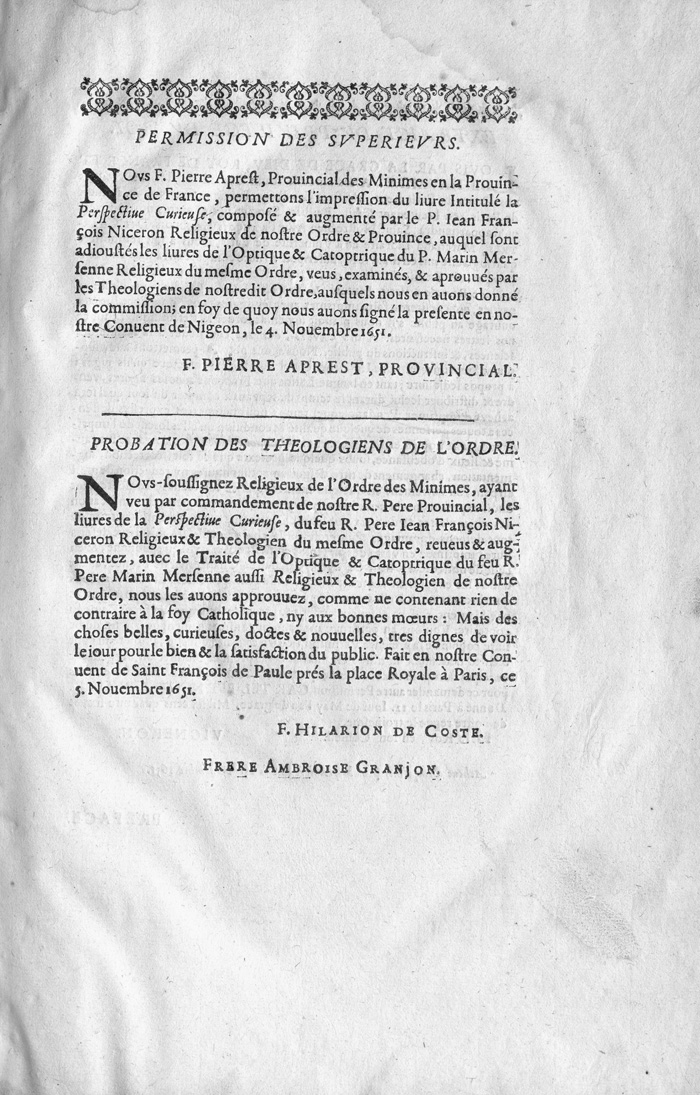 PERMISSION DES SVPERIEVRS.
NOvs F. Pierre Aprest, Prouincial des Minimes en la Prouin-
ce de France, permettons l'impreſſion du liure Intitulé la
Perſpectiue Curieuſe, compoſé & augmenté par le P. Iean Fran-
çois Niceron Religieux de noſtre Ordre & Prouince, auquel ſont
adiouſtés les liures de l'Optique & Catoptrique du P. Marin Mer-
ſenne Religieux du meſme Ordre, veus, examinés, & aprouués par
les Theologiens de noſtredit Ordre, auſquels nous en auons donné
la commiſſion; en foy de quoy nous auons ſigné la preſente en no-
ſtre Conuent de Nigeon, le 4. Nouembre 1651.
F. PIERRE APREST, PROVINCIAL.
PROBATION DES THEOLOGIENS DE L'ORDRE.
NOvs-ſouſſignez Religieux de l'Ordre des Minimes, ayant
veu par commandement de noſtre R. Pere Prouincial, les
liures de la Perſpectiue Curieuſe, du feu R. Pere Iean François Ni-
ceron Religieux & Theologien du meſme Ordre, reueus & aug-
mentez, auec le Traité de l'Optique & Catoptrique du feu R.
Pere Marin Merſenne auſſi Religieux & Theologien de noſtre
Ordre, nous les auons approuuez, comme ne contenant rien de
contraire à la foy Catholique, ny aux bonnes mœurs: Mais des
choſes belles, curieuſes, doctes & nouuelles, tres dignes de voir
le iour pour le bien & la ſatisfaction du public. Fait en noſtre Con-
uent de Saint François de Paule prés la place Royale à Paris, ce
5. Nouembre 1651.
F. HILARION DE COSTE.
FRERE AMBROISE GRANJON.